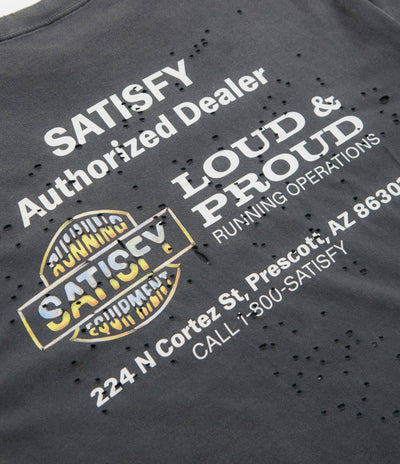 SATISFY
Authorized Dealer
RUNNING
SATISFY
EQUIPMENT
LOUD &
PROUD
RUNNING OPERATIONS
224 N Cortez St, Prescott, AZ 86303
CALL 1-800-SATISFY